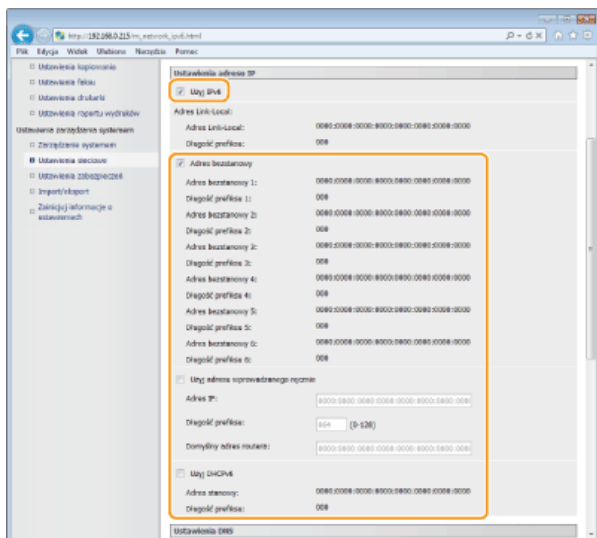 http://192.168.0.215/m_network_ipv6.html
Plik Edycja Widok Ulubione Narzędzia Pomoc
Ustawienia kopiowania
Ustawienia faksu
Ustawienia drukarki
Ustawienia raportu wydruków
Ustawienia zarządzania systemem
Zarządzanie systemem
Ustawienia sieciowe
Ustawienia zabezpieczeń
Import/eksport
Zainicjuj informacje o
ustawieniach
Ustawienia adresu IP
Użyj IPv6
Adres Link-Local:
Adres Link-Local: 0000:0000:0000:0000:0000:0000:0000:0000
Długość prefiksu: 000
Adres bezstanowy
Adres bezstanowy 1: 0000:0000:0000:0000:0000:0000:0000:0000
Długość prefiksu 1: 000
Adres bezstanowy 2: 0000:0000:0000:0000:0000:0000:0000:0000
Długość prefiksu 2: 000
Adres bezstanowy 3: 0000:0000:0000:0000:0000:0000:0000:0000
Długość prefiksu 3: 000
Adres bezstanowy 4: 0000:0000:0000:0000:0000:0000:0000:0000
Długość prefiksu 4: 000
Adres bezstanowy 5: 0000:0000:0000:0000:0000:0000:0000:0000
Długość prefiksu 5: 000
Adres bezstanowy 6: 0000:0000:0000:0000:0000:0000:0000:0000
Długość prefiksu 6: 000
Użyj adresu wprowadzanego ręcznie
Adres IP: 0000:0000:0000:0000:0000:0000:0000:000
Długość prefiksu: 064 (0-128)
Domyślny adres routera: 0000:0000:0000:0000:0000:0000:0000:000
Użyj DHCPv6
Adres stanowy: 0000:0000:0000:0000:0000:0000:0000:0000
Długość prefiksu: 000
Ustawienia DNS